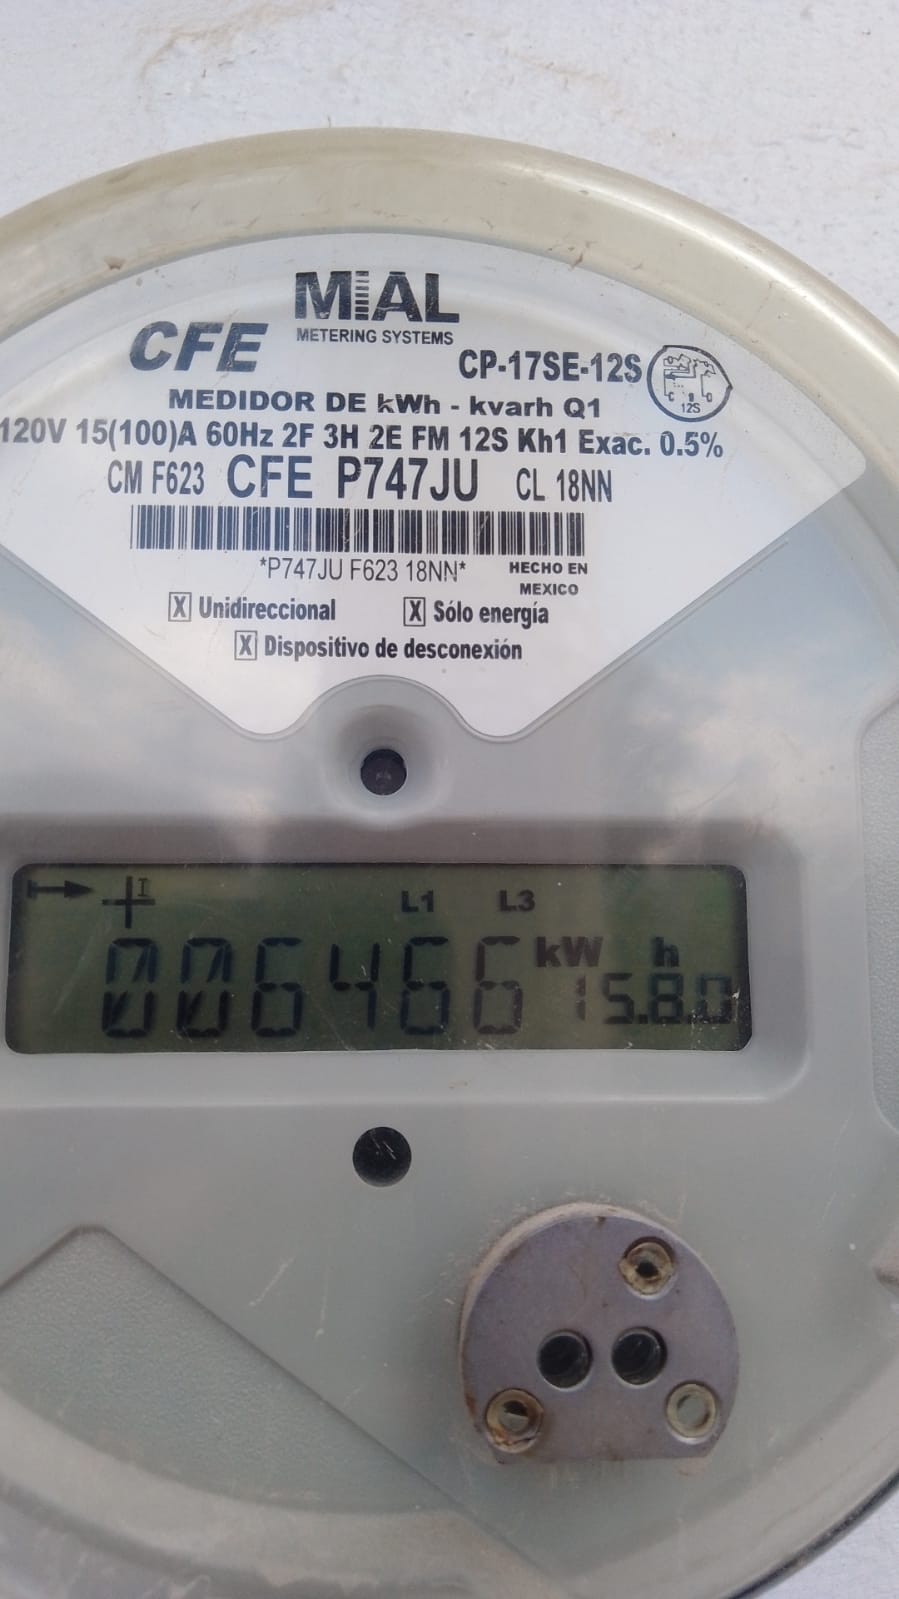 MIAL
METERING SYSTEMS
CFE
CP-17SE-12S
12S
MEDIDOR DE kWh - kvarh Q1
120V 15(100)A 60Hz 2F 3H 2E FM 12S Kh1 Exac. 0.5%
CM F623 CFE P747JU CL 18NN
*P747JU F623 18NN*
HECHO EN
MEXICO
X Unidireccional X Sólo energía
X Dispositivo de desconexión
L1 L3
006466 kW h 15.8.0